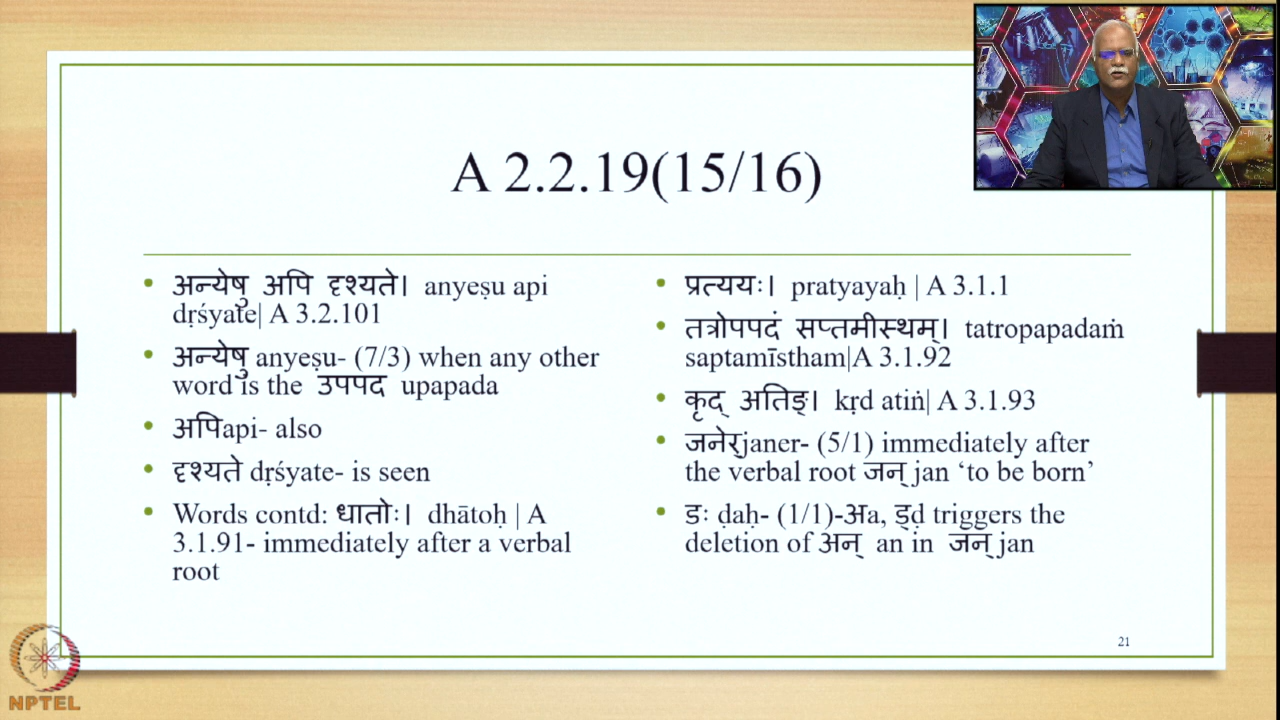 A 2.2.19(15/16)
अन्येषु अपि दृश्यते। anyeṣu api
dṛśyate| A 3.2.101
अन्येषु anyeṣu- (7/3) when any other
word is the उपपद upapada
अपिapi- also
दृश्यते dṛśyate- is seen
Words contd: धातोः। dhātoḥ | A
3.1.91- immediately after a verbal
root
प्रत्ययः। pratyayaḥ | A 3.1.1
तत्रोपपदं सप्तमीस्थम्। tatropapadaṁ
saptamīstham|A 3.1.92
कृद् अतिङ्। kṛd atiṅ| A 3.1.93
जनेर्janer- (5/1) immediately after
the verbal root जन् jan ‘to be born’
डः ḍaḥ- (1/1)-अa, ड्ḍ triggers the
deletion of अन् an in जन् jan
21
NPTEL